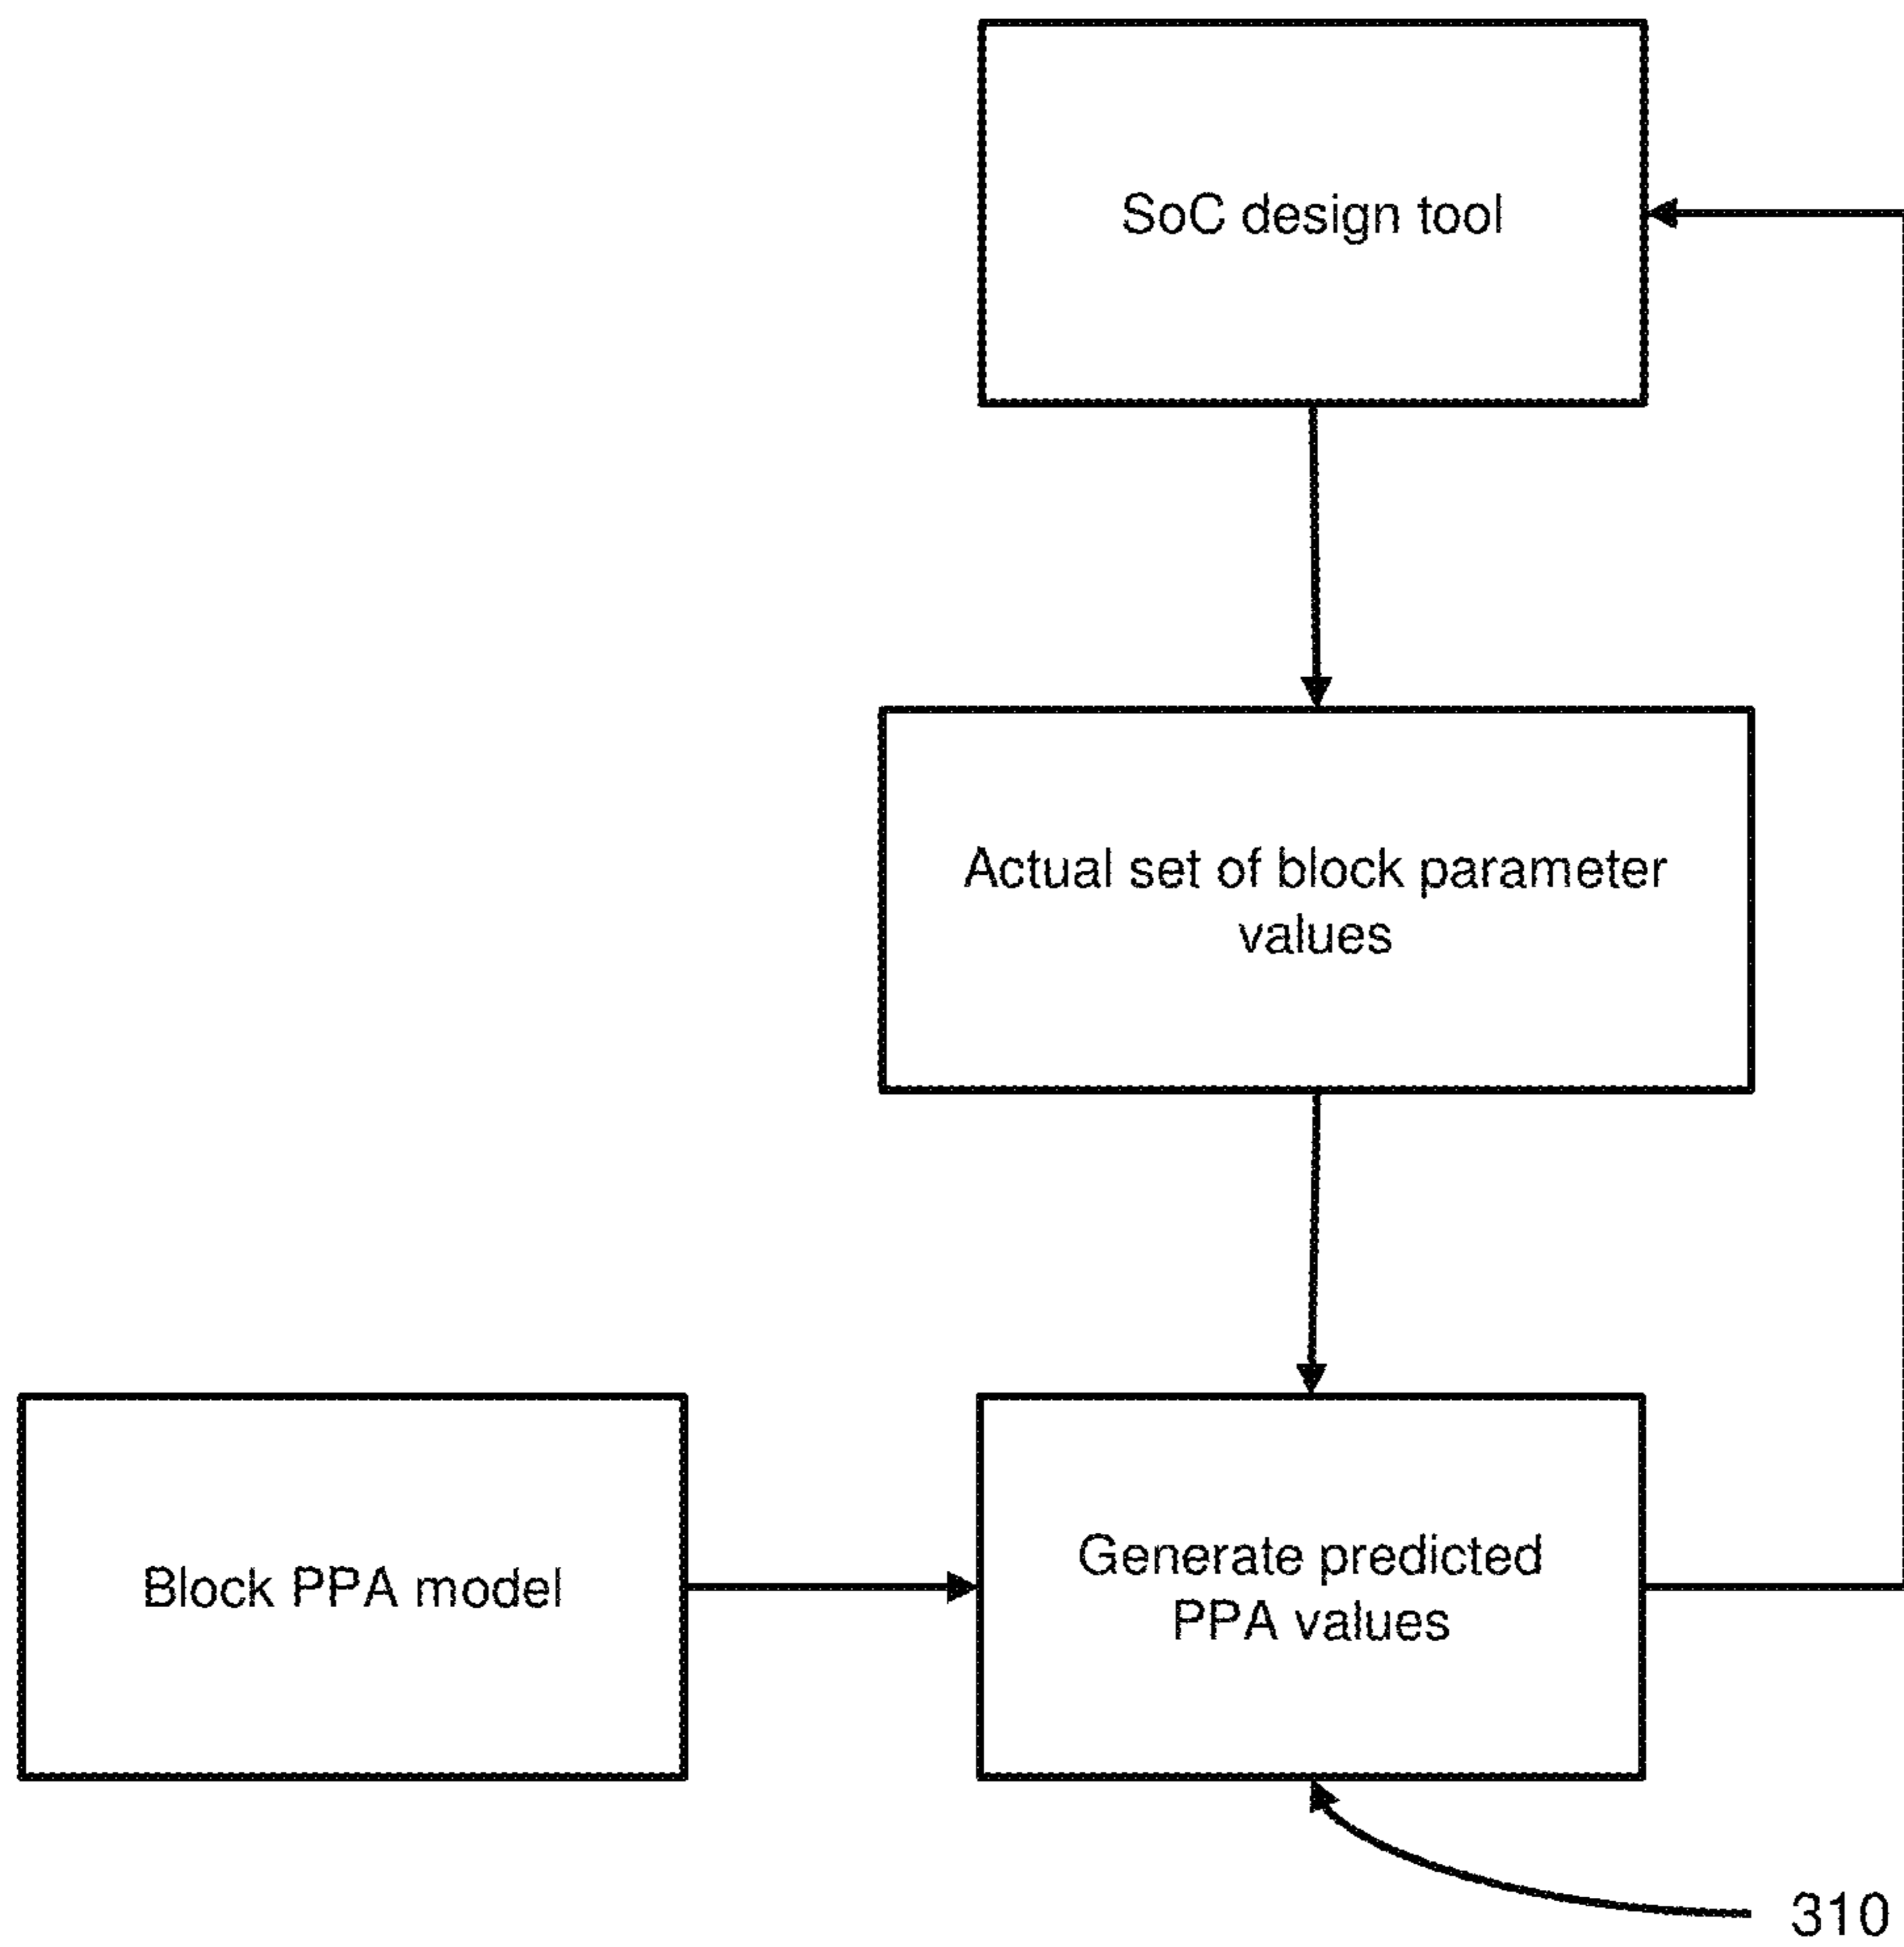 SoC design tool
Actual set of block parameter
values
Block PPA model
Generate predicted
PPA values
310